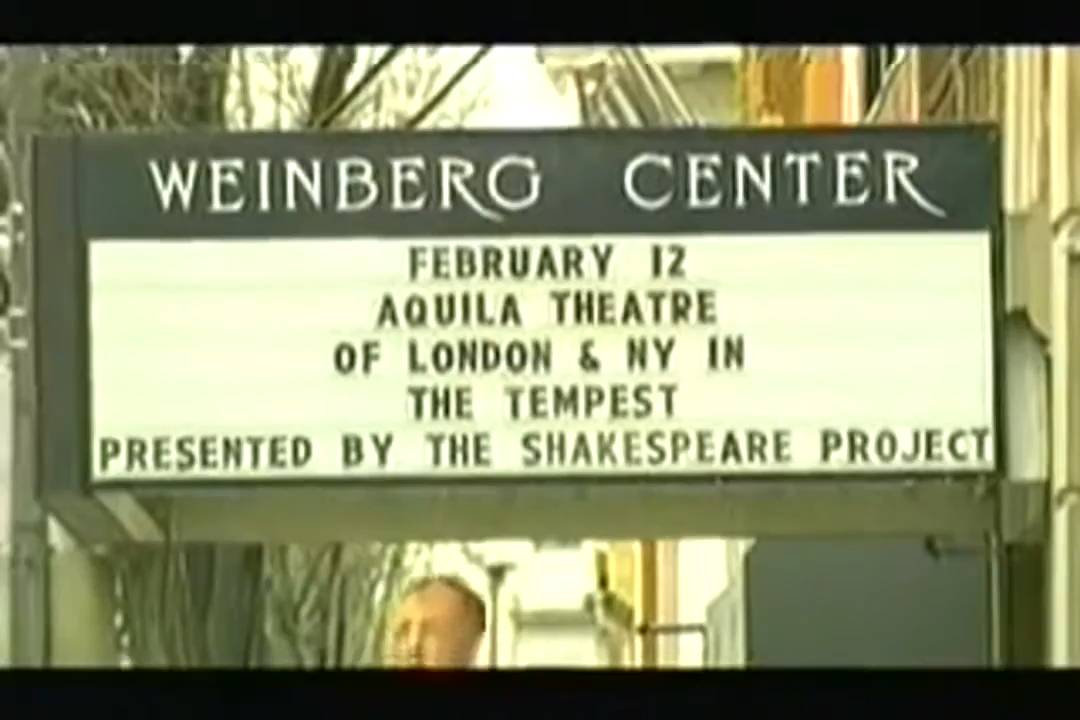 WEINBERG CENTER
FEBRUARY 12
AQUILA THEATRE
OF LONDON & NY IN
THE TEMPEST
PRESENTED BY THE SHAKESPEARE PROJECT